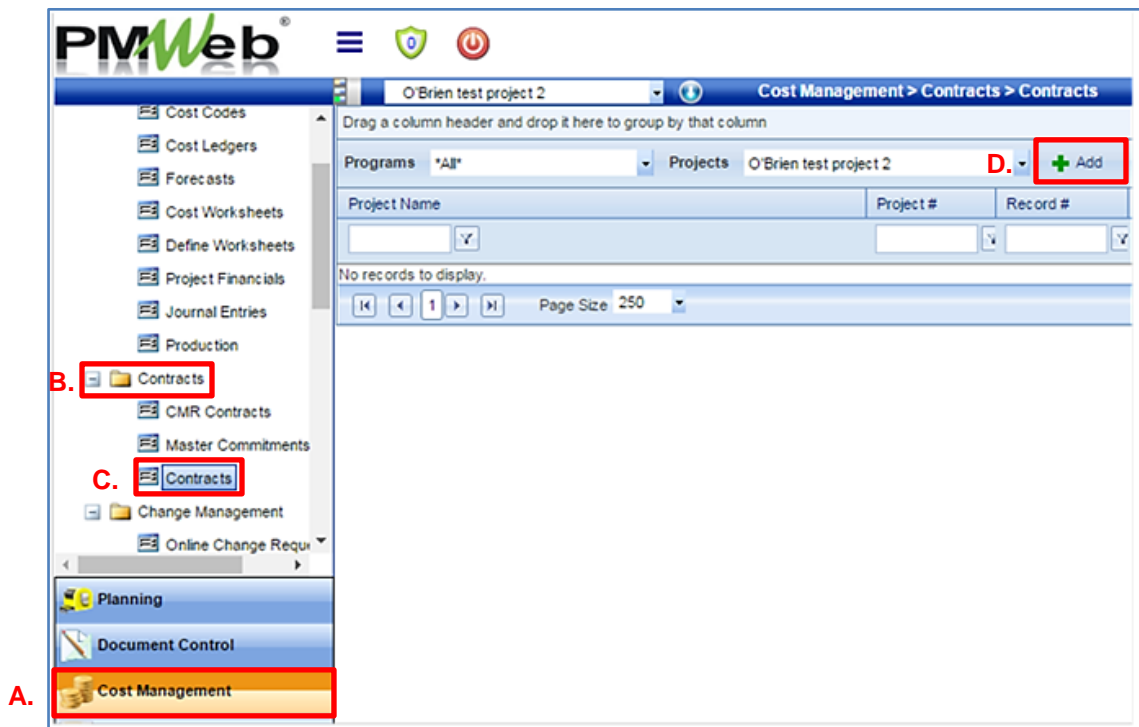 PMWeb®
0
O'Brien test project 2
Cost Management > Contracts > Contracts
Cost Codes
Cost Ledgers
Forecasts
Cost Worksheets
Define Worksheets
Project Financials
Journal Entries
Production
B. Contracts
CMR Contracts
Master Commitments
C. Contracts
Change Management
Online Change Reque
Planning
Document Control
A. Cost Management
Drag a column header and drop it here to group by that column
Programs *All* Projects O'Brien test project 2 D. Add
Project Name Project # Record #
No records to display.
1 Page Size 250